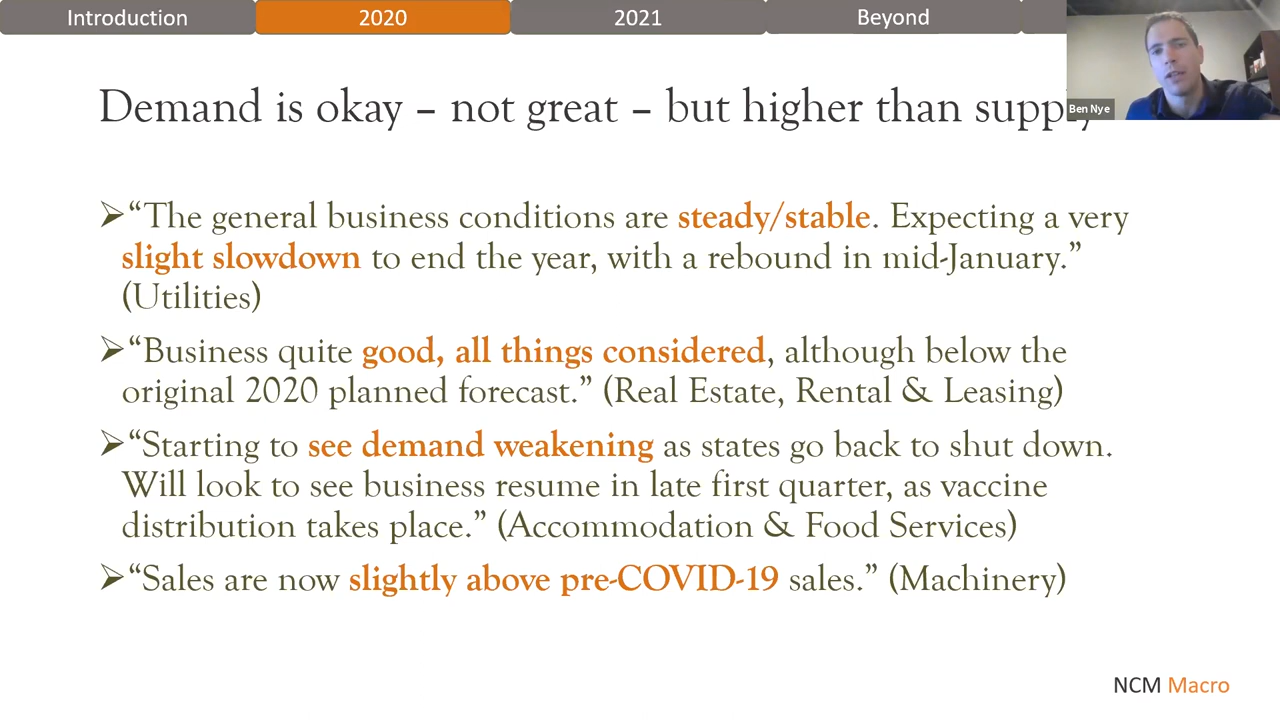 Introduction
2020
2021
Beyond
Demand is okay – not great – but higher than supply
Ben Nye
➢“The general business conditions are steady/stable. Expecting a very
slight slowdown to end the year, with a rebound in mid-January.”
(Utilities)
➢“Business quite good, all things considered, although below the
original 2020 planned forecast.” (Real Estate, Rental & Leasing)
➢“Starting to see demand weakening as states go back to shut down.
Will look to see business resume in late first quarter, as vaccine
distribution takes place.” (Accommodation & Food Services)
➢“Sales are now slightly above pre-COVID-19 sales.” (Machinery)
NCM Macro